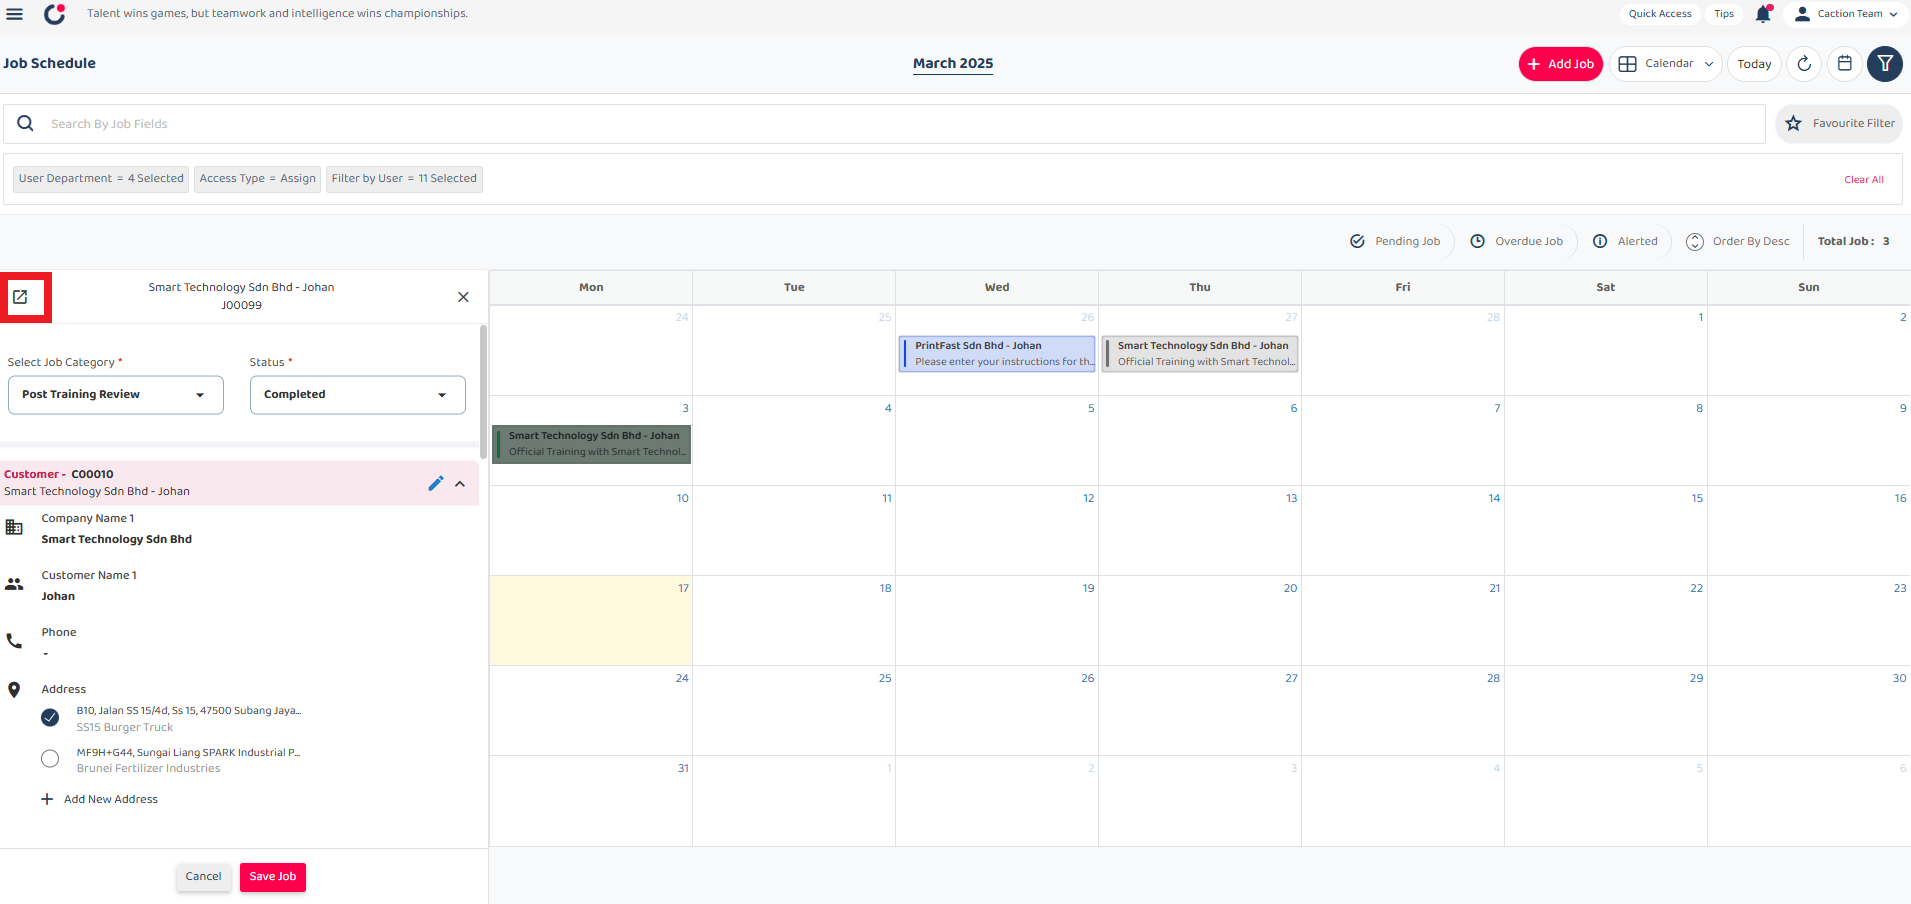 Talent wins games, but teamwork and intelligence wins championships.
Quick Access
Tips
Caction Team
Job Schedule
March 2025
+ Add Job
Calendar
Today
Search By Job Fields
Favourite Filter
User Department = 4 Selected
Access Type = Assign
Filter by User = 11 Selected
Clear All
Pending Job
Overdue Job
Alerted
Order By Desc
Total Job : 3
Smart Technology Sdn Bhd - Johan
J00099
Select Job Category *
Status *
Post Training Review
Completed
Customer - C00010
Smart Technology Sdn Bhd - Johan
Company Name 1
Smart Technology Sdn Bhd
Customer Name 1
Johan
Phone
-
Address
B10, Jalan SS 15/4d, Ss 15, 47500 Subang Jaya...
SS15 Burger Truck
MF9H+G44, Sungai Liang SPARK Industrial P...
Brunei Fertilizer Industries
+ Add New Address
Cancel
Save Job
Mon Tue Wed Thu Fri Sat Sun
24 25 26 27 28 1 2
PrintFast Sdn Bhd - Johan
Please enter your instructions for th...
Smart Technology Sdn Bhd - Johan
Official Training with Smart Technol...
3 4 5 6 7 8 9
Smart Technology Sdn Bhd - Johan
Official Training with Smart Technol...
10 11 12 13 14 15 16
17 18 19 20 21 22 23
24 25 26 27 28 29 30
31 1 2 3 4 5 6